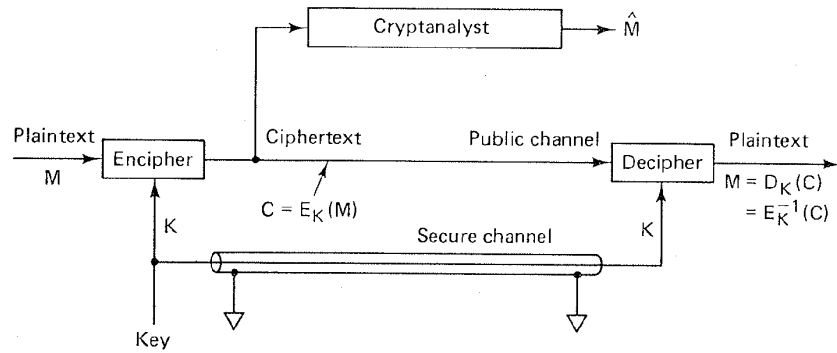 Cryptanalyst
M̂
Plaintext
M
Encipher
Ciphertext
Public channel
Decipher
Plaintext
C = E_K(M)
M = D_K(C)
= E_K^{-1}(C)
K
Secure channel
K
Key